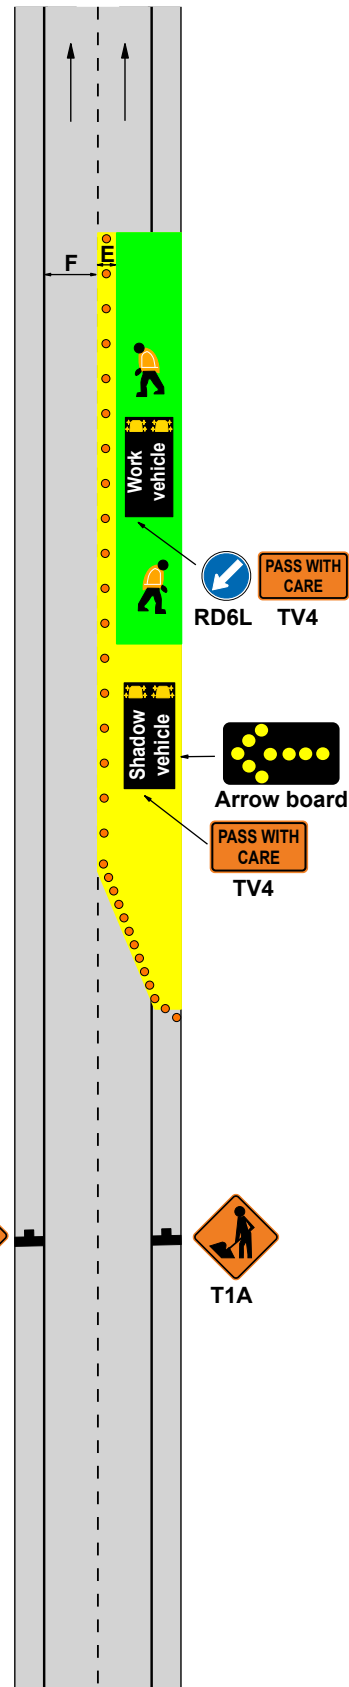 F
E
Work
vehicle
PASS WITH
CARE
RD6L
TV4
Shadow
vehicle
Arrow board
PASS WITH
CARE
TV4
T1A